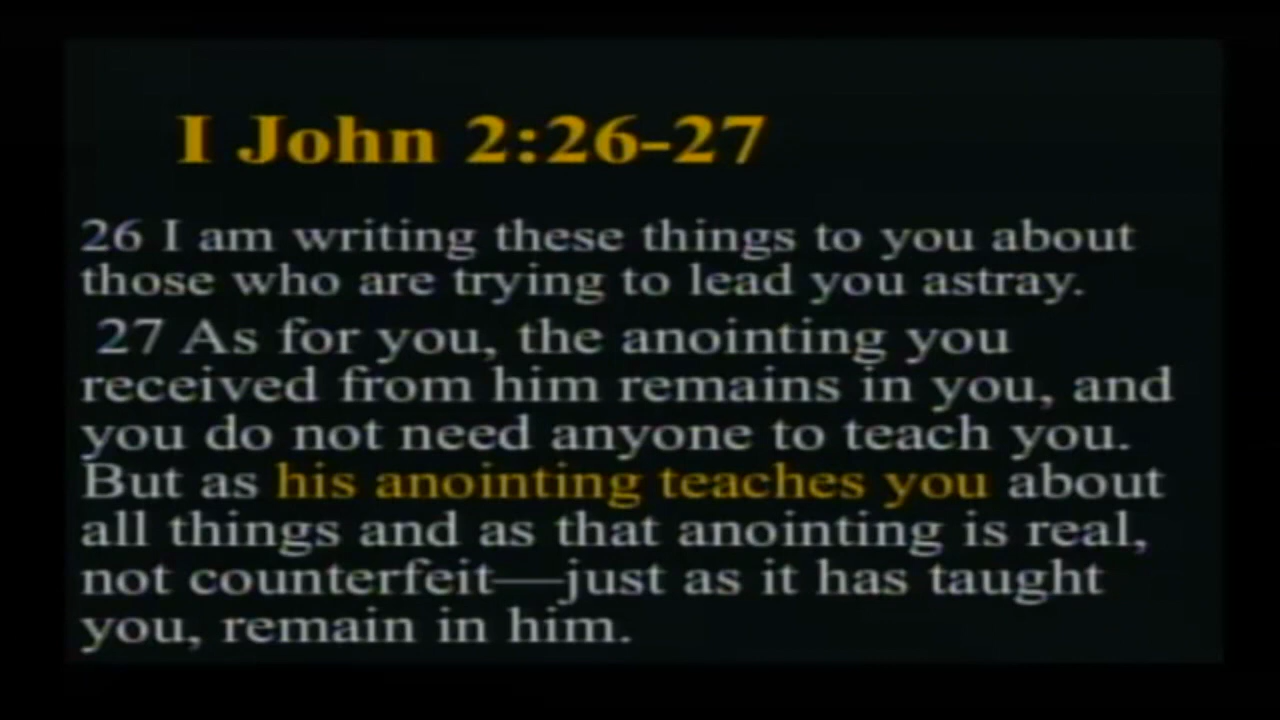 I John 2:26-27
26 I am writing these things to you about
those who are trying to lead you astray.
27 As for you, the anointing you
received from him remains in you, and
you do not need anyone to teach you.
But as his anointing teaches you about
all things and as that anointing is real,
not counterfeit—just as it has taught
you, remain in him.